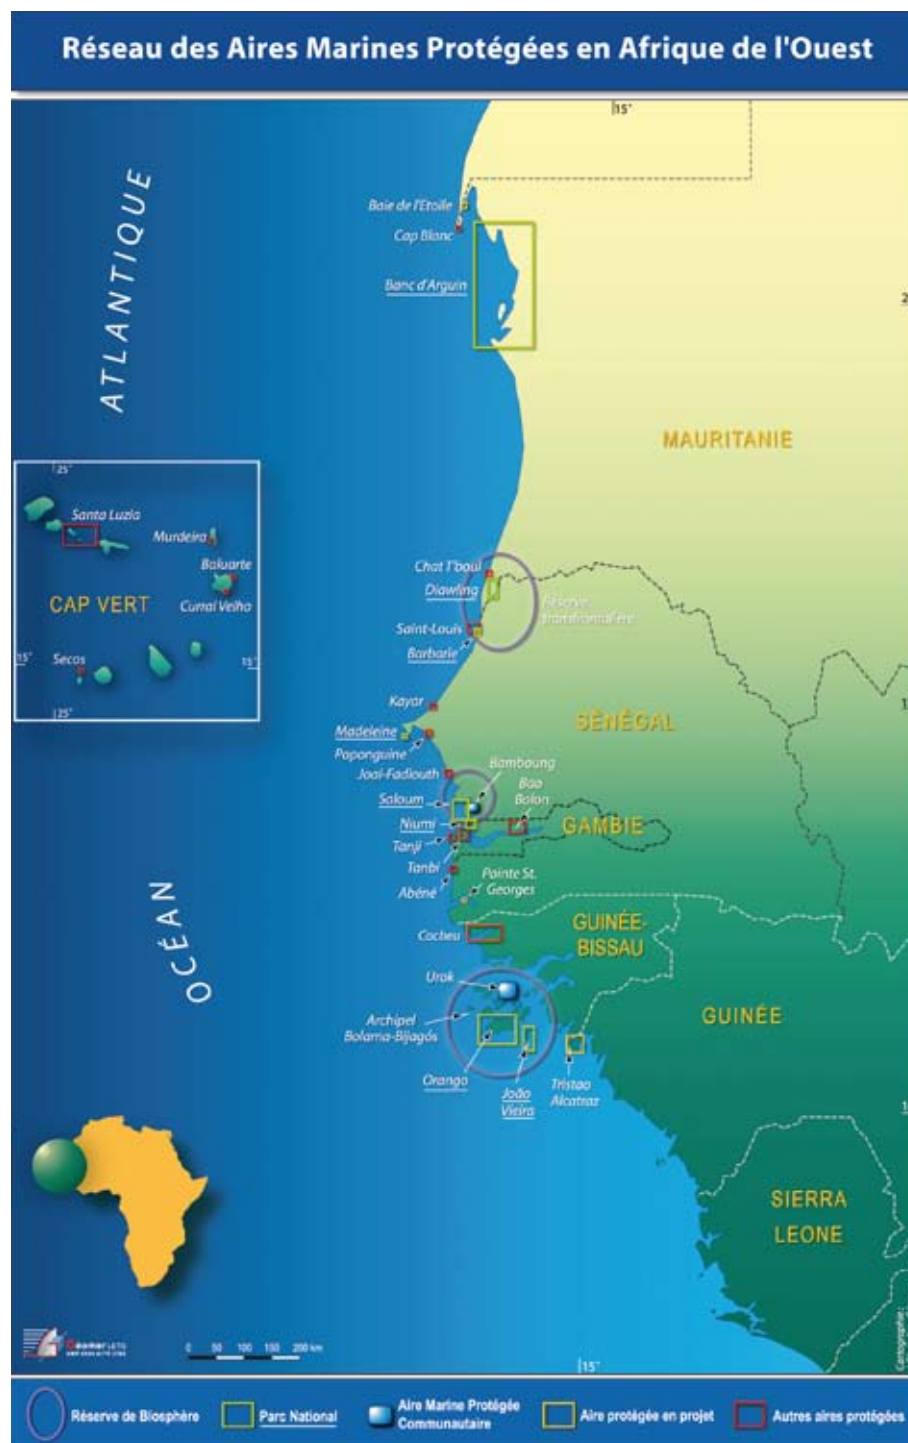 Réseau des Aires Marines Protégées en Afrique de l'Ouest
15°
ATLANTIQUE
Baie de l'Etoile
Cap Blanc
Banc d'Arguin
MAURITANIE
25°
Santa Luzia
Murdeira
Baluarte
CAP VERT
Curral Velho
15°
Secos
15°
25°
Chat T'boul
Diawling
Réserve
transfrontalière
Saint-Louis
Barbarie
Kayar
SÉNÉGAL
Madeleine
Poponguine
Joal-Fadiouth
Bamboung
Bao
Bolon
Saloum
Niumi
GAMBIE
Tanji
Tanbi
Abéné
Pointe St.
Georges
Cacheu
GUINÉE-
BISSAU
OCÉAN
Urok
Archipel
Bolama-Bijagós
GUINÉE
Orango
João
Vieira
Tristao
Alcatraz
SIERRA
LEONE
0 50 100 150 200 km
15°
Cartographie :
Réserve de Biosphère
Parc National
Aire Marine Protégée
Communautaire
Aire protégée en projet
Autres aires protégées